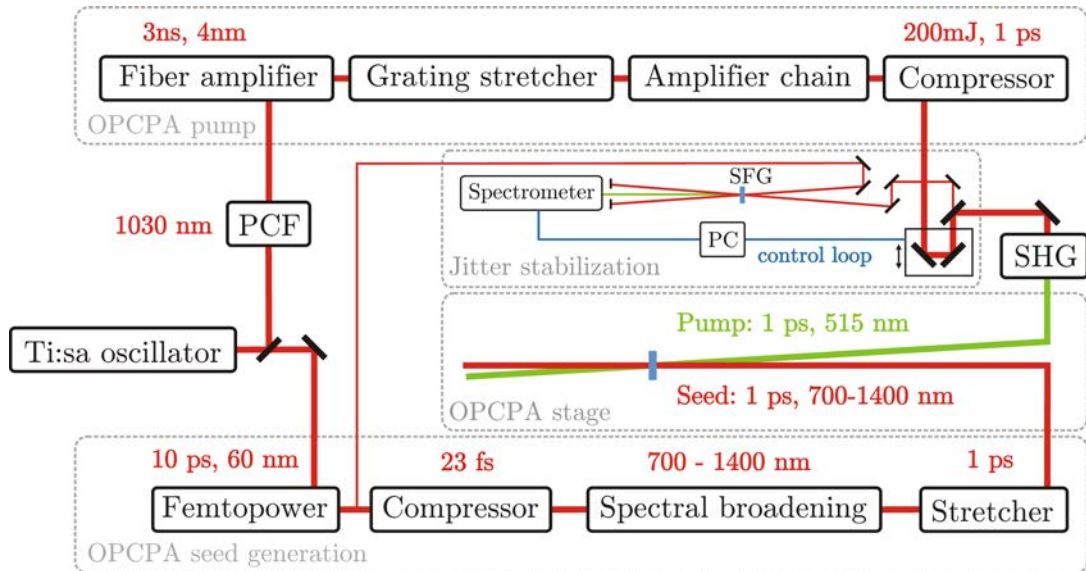 3ns, 4nm
200mJ, 1 ps
Fiber amplifier
Grating stretcher
Amplifier chain
Compressor
OPCPA pump
SFG
Spectrometer
1030 nm
PCF
PC
control loop
Jitter stabilization
SHG
Pump: 1 ps, 515 nm
Ti:sa oscillator
Seed: 1 ps, 700-1400 nm
OPCPA stage
10 ps, 60 nm
23 fs
700 - 1400 nm
1 ps
Femtopower
Compressor
Spectral broadening
Stretcher
OPCPA seed generation